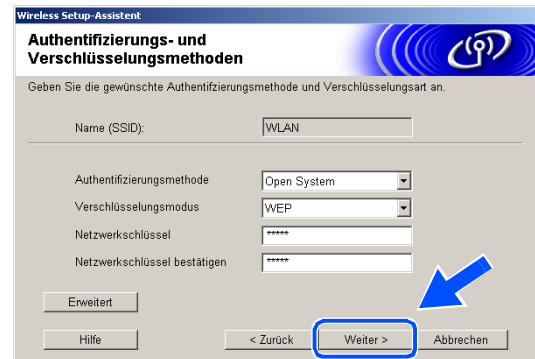 Wireless Setup-Assistent
Authentifizierungs- und
Verschlüsselungsmethoden
Geben Sie die gewünschte Authentifzierungsmethode und Verschlüsselungsart an.
Name (SSID): WLAN
Authentifizierungsmethode Open System
Verschlüsselungsmodus WEP
Netzwerkschlüssel *****
Netzwerkschlüssel bestätigen *****
Erweitert
Hilfe < Zurück Weiter > Abbrechen